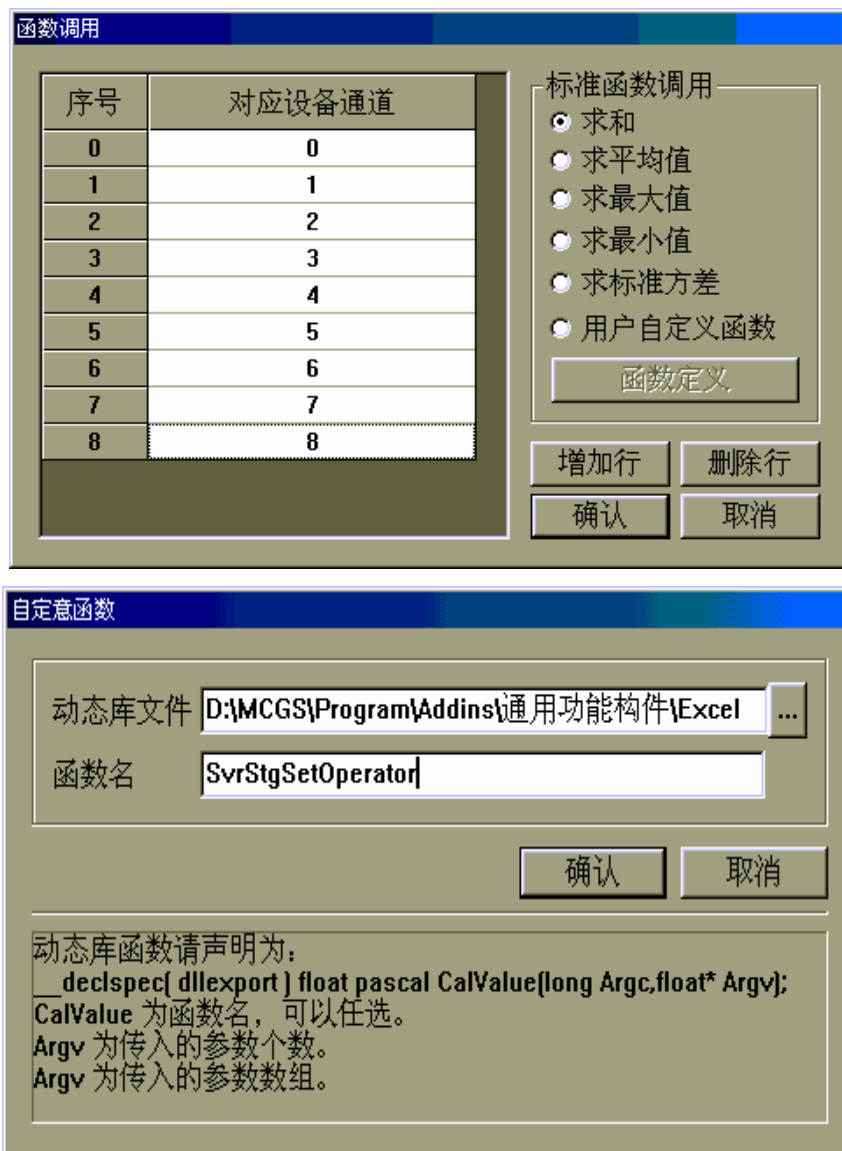 函数调用
序号 对应设备通道
0 0
1 1
2 2
3 3
4 4
5 5
6 6
7 7
8 8
标准函数调用
求和
求平均值
求最大值
求最小值
求标准方差
用户自定义函数
函数定义
增加行 删除行
确认 取消
自定意函数
动态库文件 D:\MCGS\Program\Addins\通用功能构件\Excel ...
函数名 SvrStgSetOperator
确认 取消
动态库函数请声明为：
__declspec( dllexport ) float pascal CalValue(long Argc,float* Argv);
CalValue 为函数名，可以任选。
Argv 为传入的参数个数。
Argv 为传入的参数数组。